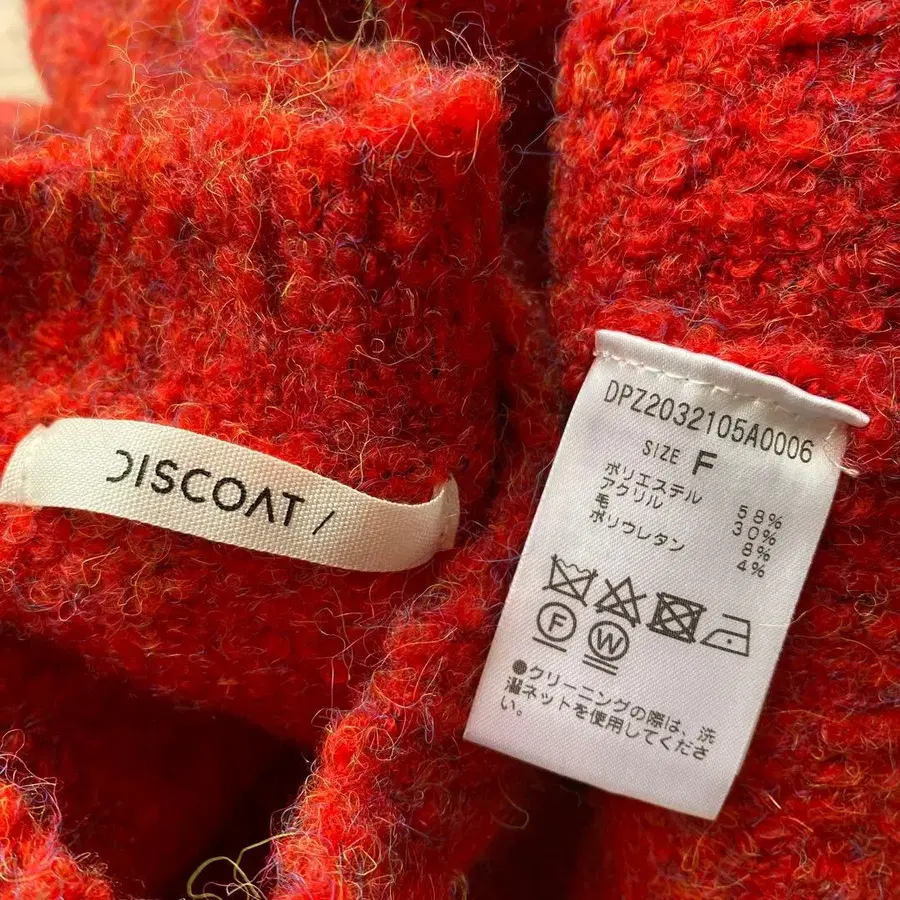 DISCOAT /
DPZ2032105A0006
SIZE F
ポリエステル 58%
アクリル 30%
毛 8%
ポリウレタン 4%
F
W
●クリーニングの際は、洗
濯ネットを使用してくださ
い。